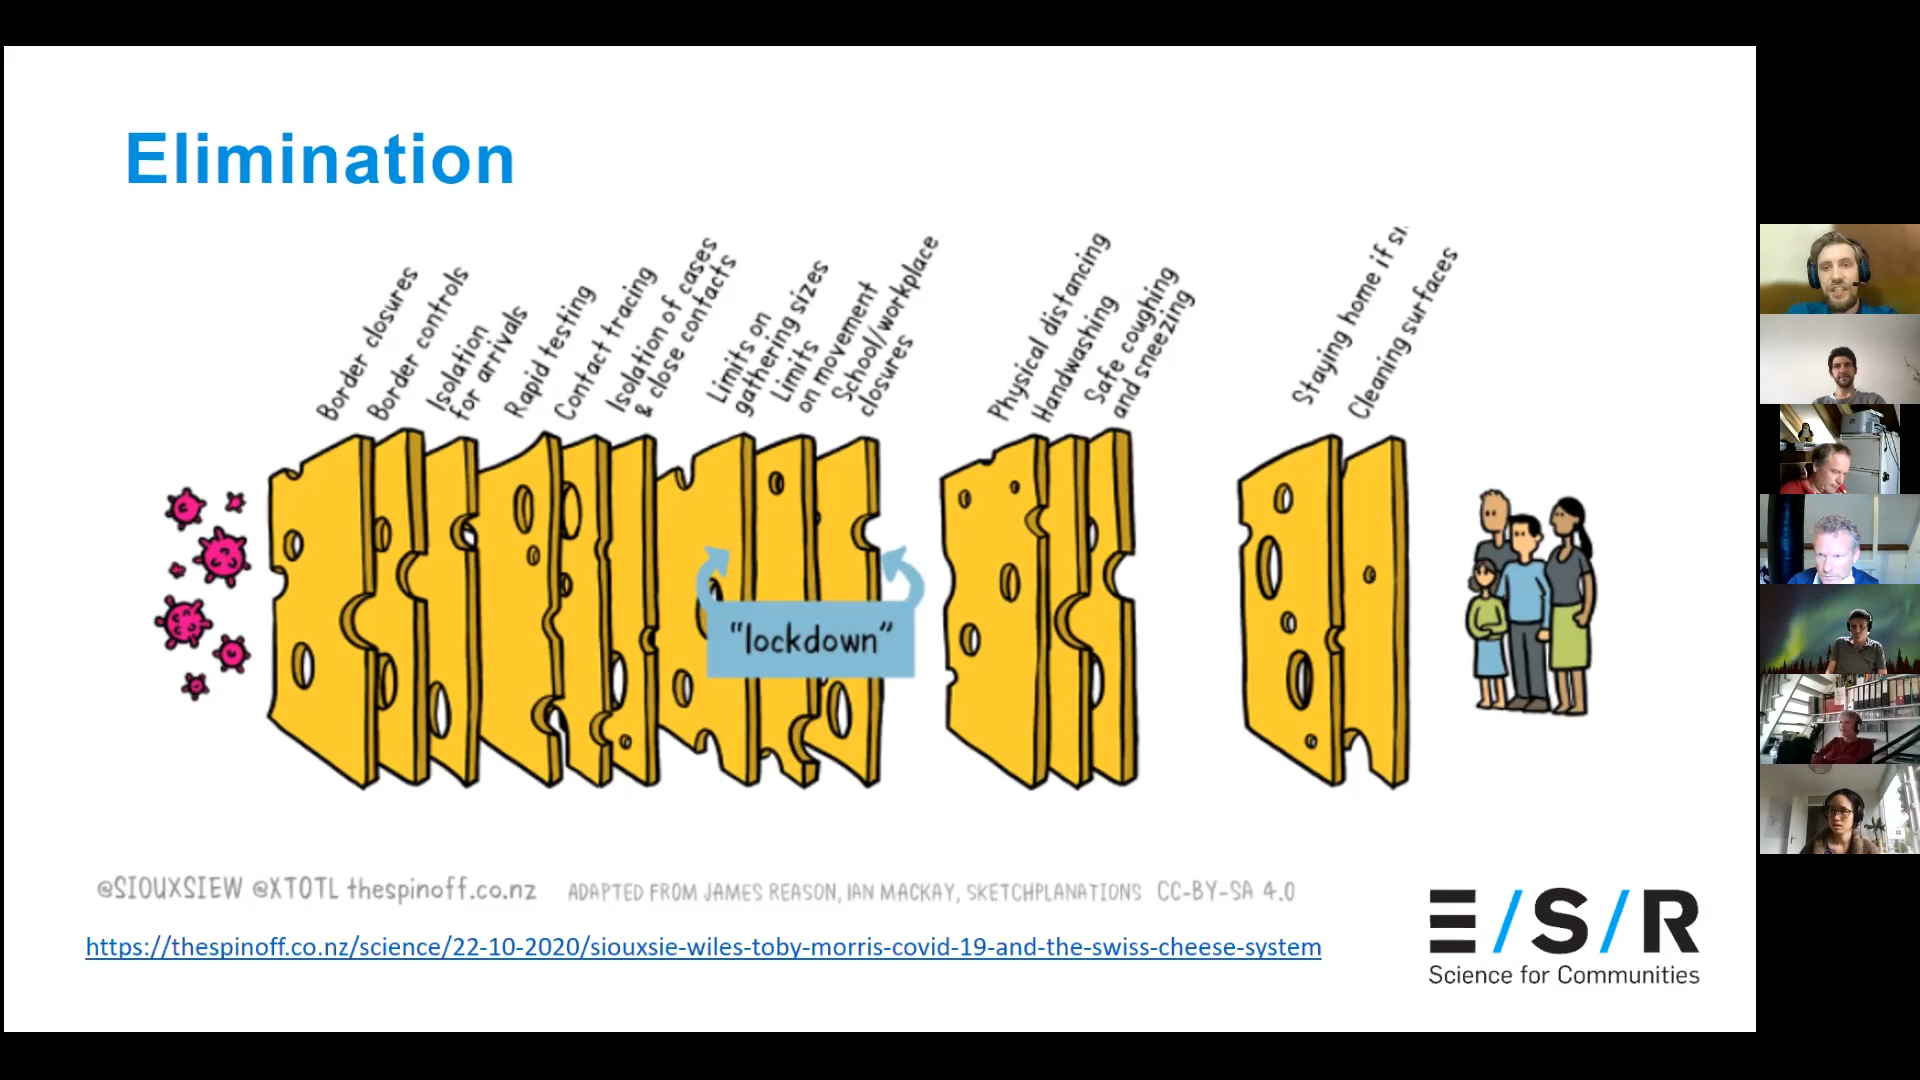 Elimination
Border closures
Border controls
Isolation
for arrivals
Rapid testing
Contact tracing
Isolation of cases
& close contacts
Limits on
gathering sizes
Limits
on movement
School/workplace
closures
Physical distancing
Handwashing
Safe coughing
and sneezing
Staying home if
Cleaning surfaces
"lockdown"
@SIOUXSIEW @XTOTL thespinoff.co.nz ADAPTED FROM JAMES REASON, IAN MACKAY, SKETCHPLANATIONS CC-BY-SA 4.0
https://thespinoff.co.nz/science/22-10-2020/siouxsie-wiles-toby-morris-covid-19-and-the-swiss-cheese-system
E/S/R
Science for Communities